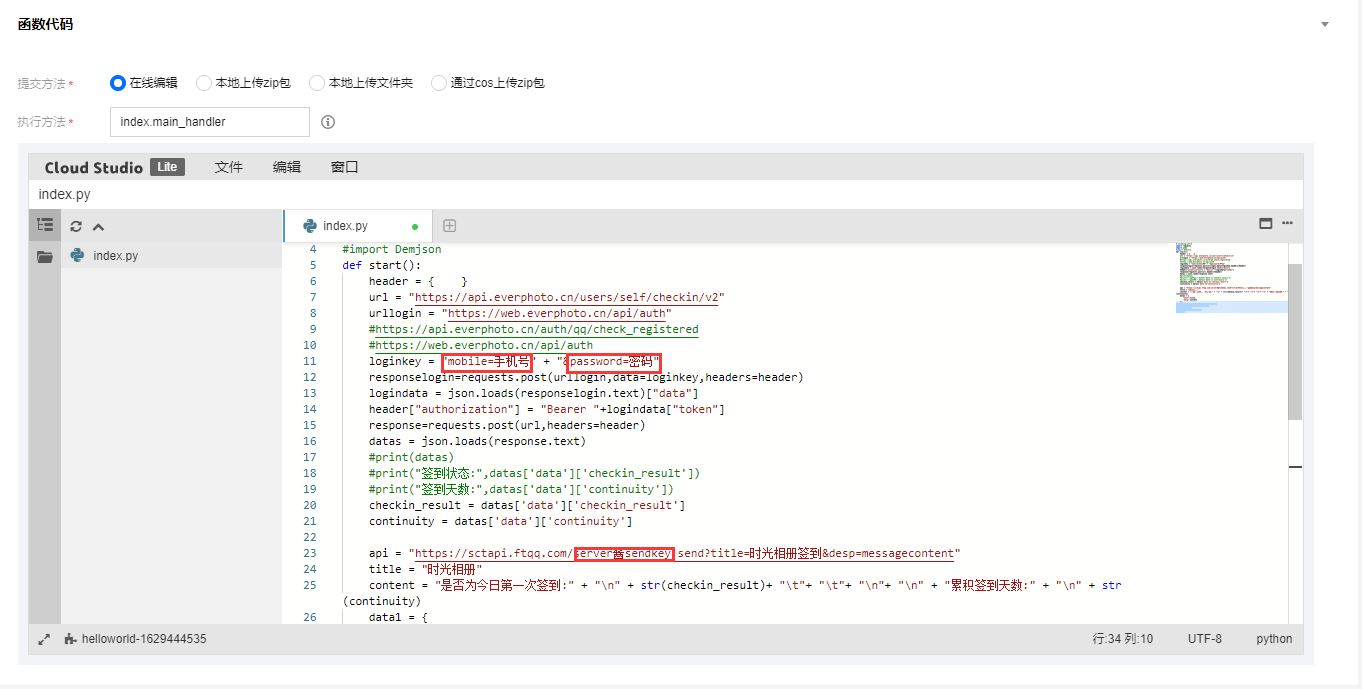 函数代码
提交方法 * 在线编辑 本地上传zip包 本地上传文件夹 通过cos上传zip包
执行方法 * index.main_handler
Cloud Studio Lite 文件 编辑 窗口
index.py
index.py
index.py
4 #import Demjson
5 def start():
6 header = { }
7 url = "https://api.everphoto.cn/users/self/checkin/v2"
8 urllogin = "https://web.everphoto.cn/api/auth"
9 #https://api.everphoto.cn/auth/qq/check_registered
10 #https://web.everphoto.cn/api/auth
11 loginkey = "mobile=手机号" + "&password=密码"
12 responselogin=requests.post(urllogin,data=loginkey,headers=header)
13 logindata = json.loads(responselogin.text)["data"]
14 header["authorization"] = "Bearer "+logindata["token"]
15 response=requests.post(url,headers=header)
16 datas = json.loads(response.text)
17 #print(datas)
18 #print("签到状态:",datas['data']['checkin_result'])
19 #print("签到天数:",datas['data']['continuity'])
20 checkin_result = datas['data']['checkin_result']
21 continuity = datas['data']['continuity']
22
23 api = "https://sctapi.ftqq.com/server酱sendkey.send?title=时光相册签到&desp=messagecontent"
24 title = "时光相册"
25 content = "是否为今日第一次签到:" + "\n" + str(checkin_result)+ "\t"+ "\t"+ "\n"+ "\n" + "累积签到天数:" + "\n" + str
(continuity)
26 data1 = {
helloworld-1629444535 行:34 列:10 UTF-8 python